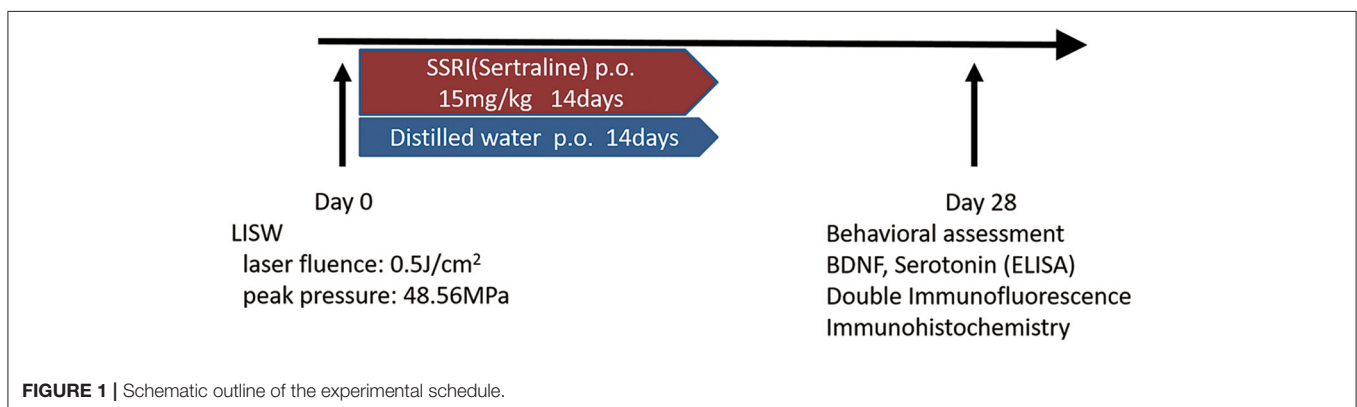 SSRI(Sertraline) p.o.
15mg/kg 14days
Distilled water p.o. 14days
Day 0
LISW
laser fluence: 0.5J/cm²
peak pressure: 48.56MPa
Day 28
Behavioral assessment
BDNF, Serotonin (ELISA)
Double Immunofluorescence
Immunohistochemistry
FIGURE 1 | Schematic outline of the experimental schedule.